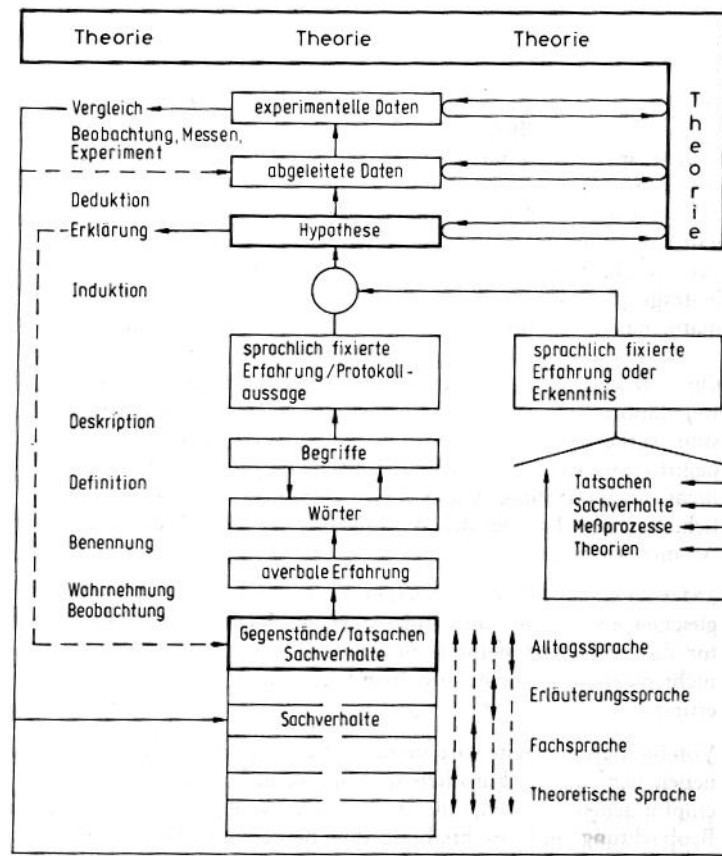 Theorie Theorie Theorie
Theorie
Vergleich
experimentelle Daten
Beobachtung, Messen,
Experiment
abgeleitete Daten
Deduktion
Erklärung
Hypothese
Induktion
sprachlich fixierte
Erfahrung/Protokoll-
aussage
sprachlich fixierte
Erfahrung oder
Erkenntnis
Deskription
Begriffe
Definition
Wörter
Tatsachen
Sachverhalte
Meßprozesse
Theorien
Benennung
averbale Erfahrung
Wahrnehmung
Beobachtung
Gegenstände/Tatsachen
Sachverhalte
Alltagssprache
Erläuterungssprache
Sachverhalte
Fachsprache
Theoretische Sprache